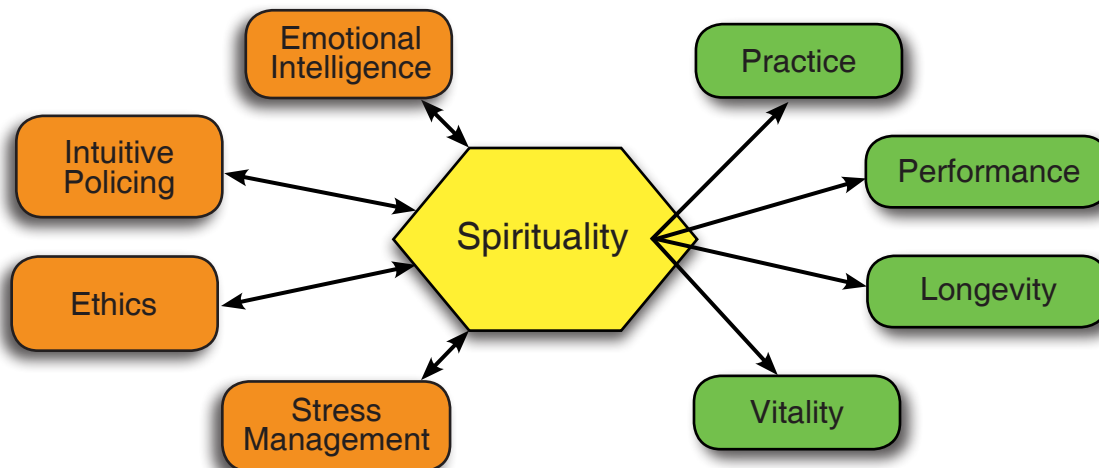 Emotional
Intelligence
Practice
Intuitive
Policing
Performance
Spirituality
Ethics
Longevity
Stress
Management
Vitality